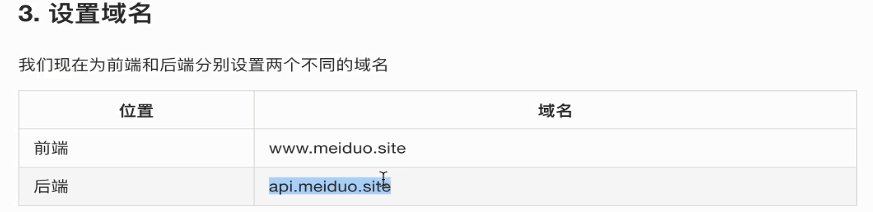 3. 设置域名
我们现在为前端和后端分别设置两个不同的域名
位置 域名
前端 www.meiduo.site
后端 api.meiduo.site